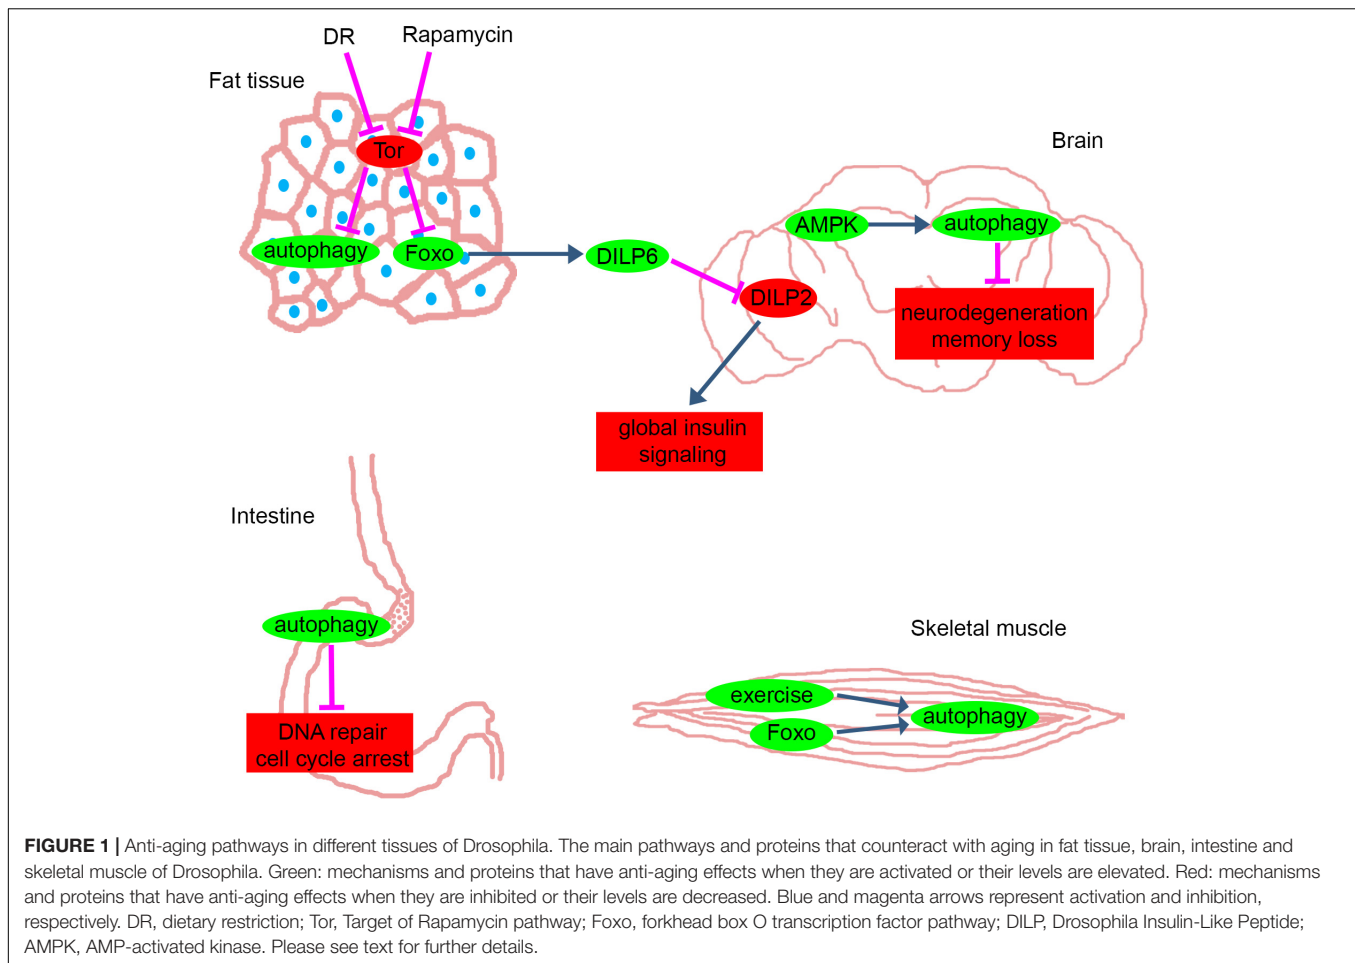 DR
Rapamycin
Fat tissue
Tor
autophagy
Foxo
DILP6
Brain
AMPK
autophagy
DILP2
neurodegeneration
memory loss
global insulin
signaling
Intestine
autophagy
DNA repair
cell cycle arrest
Skeletal muscle
exercise
Foxo
autophagy
FIGURE 1 | Anti-aging pathways in different tissues of Drosophila. The main pathways and proteins that counteract with aging in fat tissue, brain, intestine and
skeletal muscle of Drosophila. Green: mechanisms and proteins that have anti-aging effects when they are activated or their levels are elevated. Red: mechanisms
and proteins that have anti-aging effects when they are inhibited or their levels are decreased. Blue and magenta arrows represent activation and inhibition,
respectively. DR, dietary restriction; Tor, Target of Rapamycin pathway; Foxo, forkhead box O transcription factor pathway; DILP, Drosophila Insulin-Like Peptide;
AMPK, AMP-activated kinase. Please see text for further details.